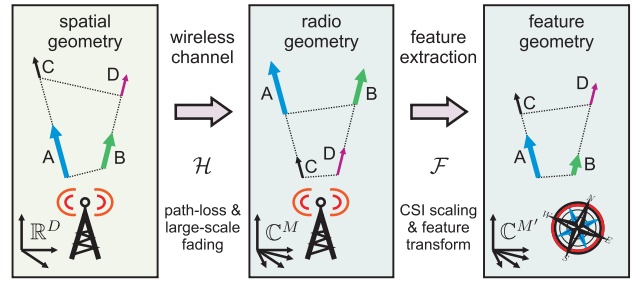 spatial
geometry
C
D
A
B
ℝ^D
wireless
channel
ℋ
path-loss &
large-scale
fading
radio
geometry
A
B
C
D
ℂ^M
feature
extraction
ℱ
CSI scaling
& feature
transform
feature
geometry
C
D
A
B
ℂ^M′
N
W
E
S